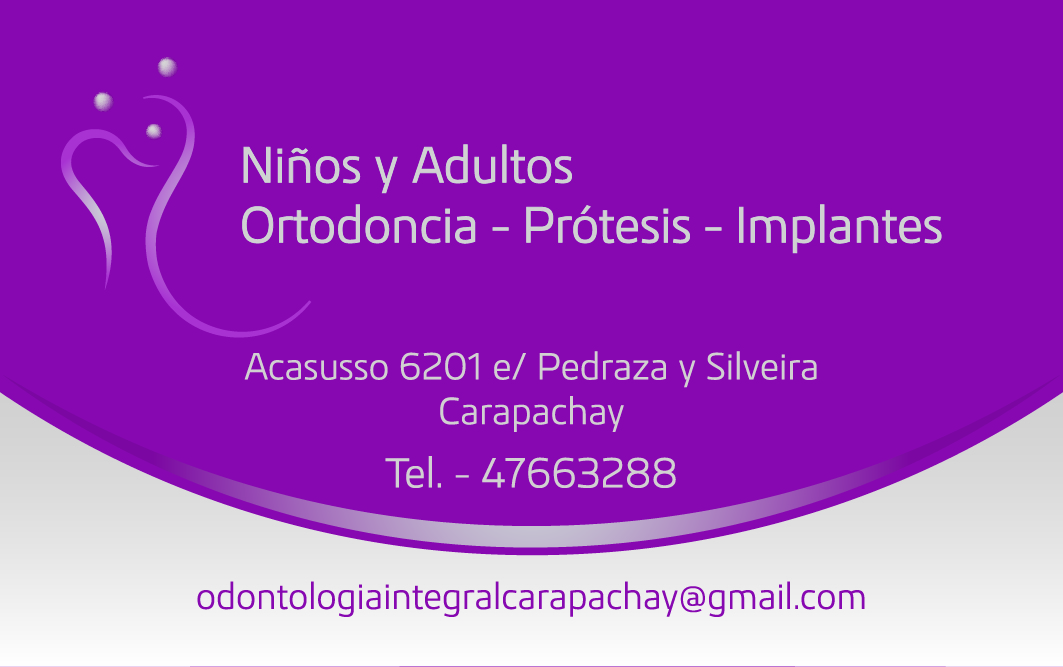 Niños y Adultos
Ortodoncia - Prótesis - Implantes
Acasusso 6201 e/ Pedraza y Silveira
Carapachay
Tel. - 47663288
odontologiaintegralcarapachay@gmail.com